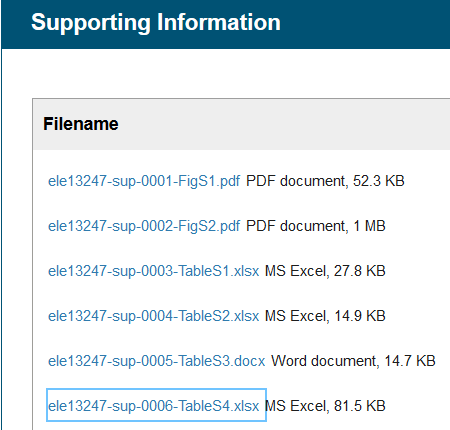 Supporting Information
Filename
ele13247-sup-0001-FigS1.pdf PDF document, 52.3 KB
ele13247-sup-0002-FigS2.pdf PDF document, 1 MB
ele13247-sup-0003-TableS1.xlsx MS Excel, 27.8 KB
ele13247-sup-0004-TableS2.xlsx MS Excel, 14.9 KB
ele13247-sup-0005-TableS3.docx Word document, 14.7 KB
ele13247-sup-0006-TableS4.xlsx MS Excel, 81.5 KB